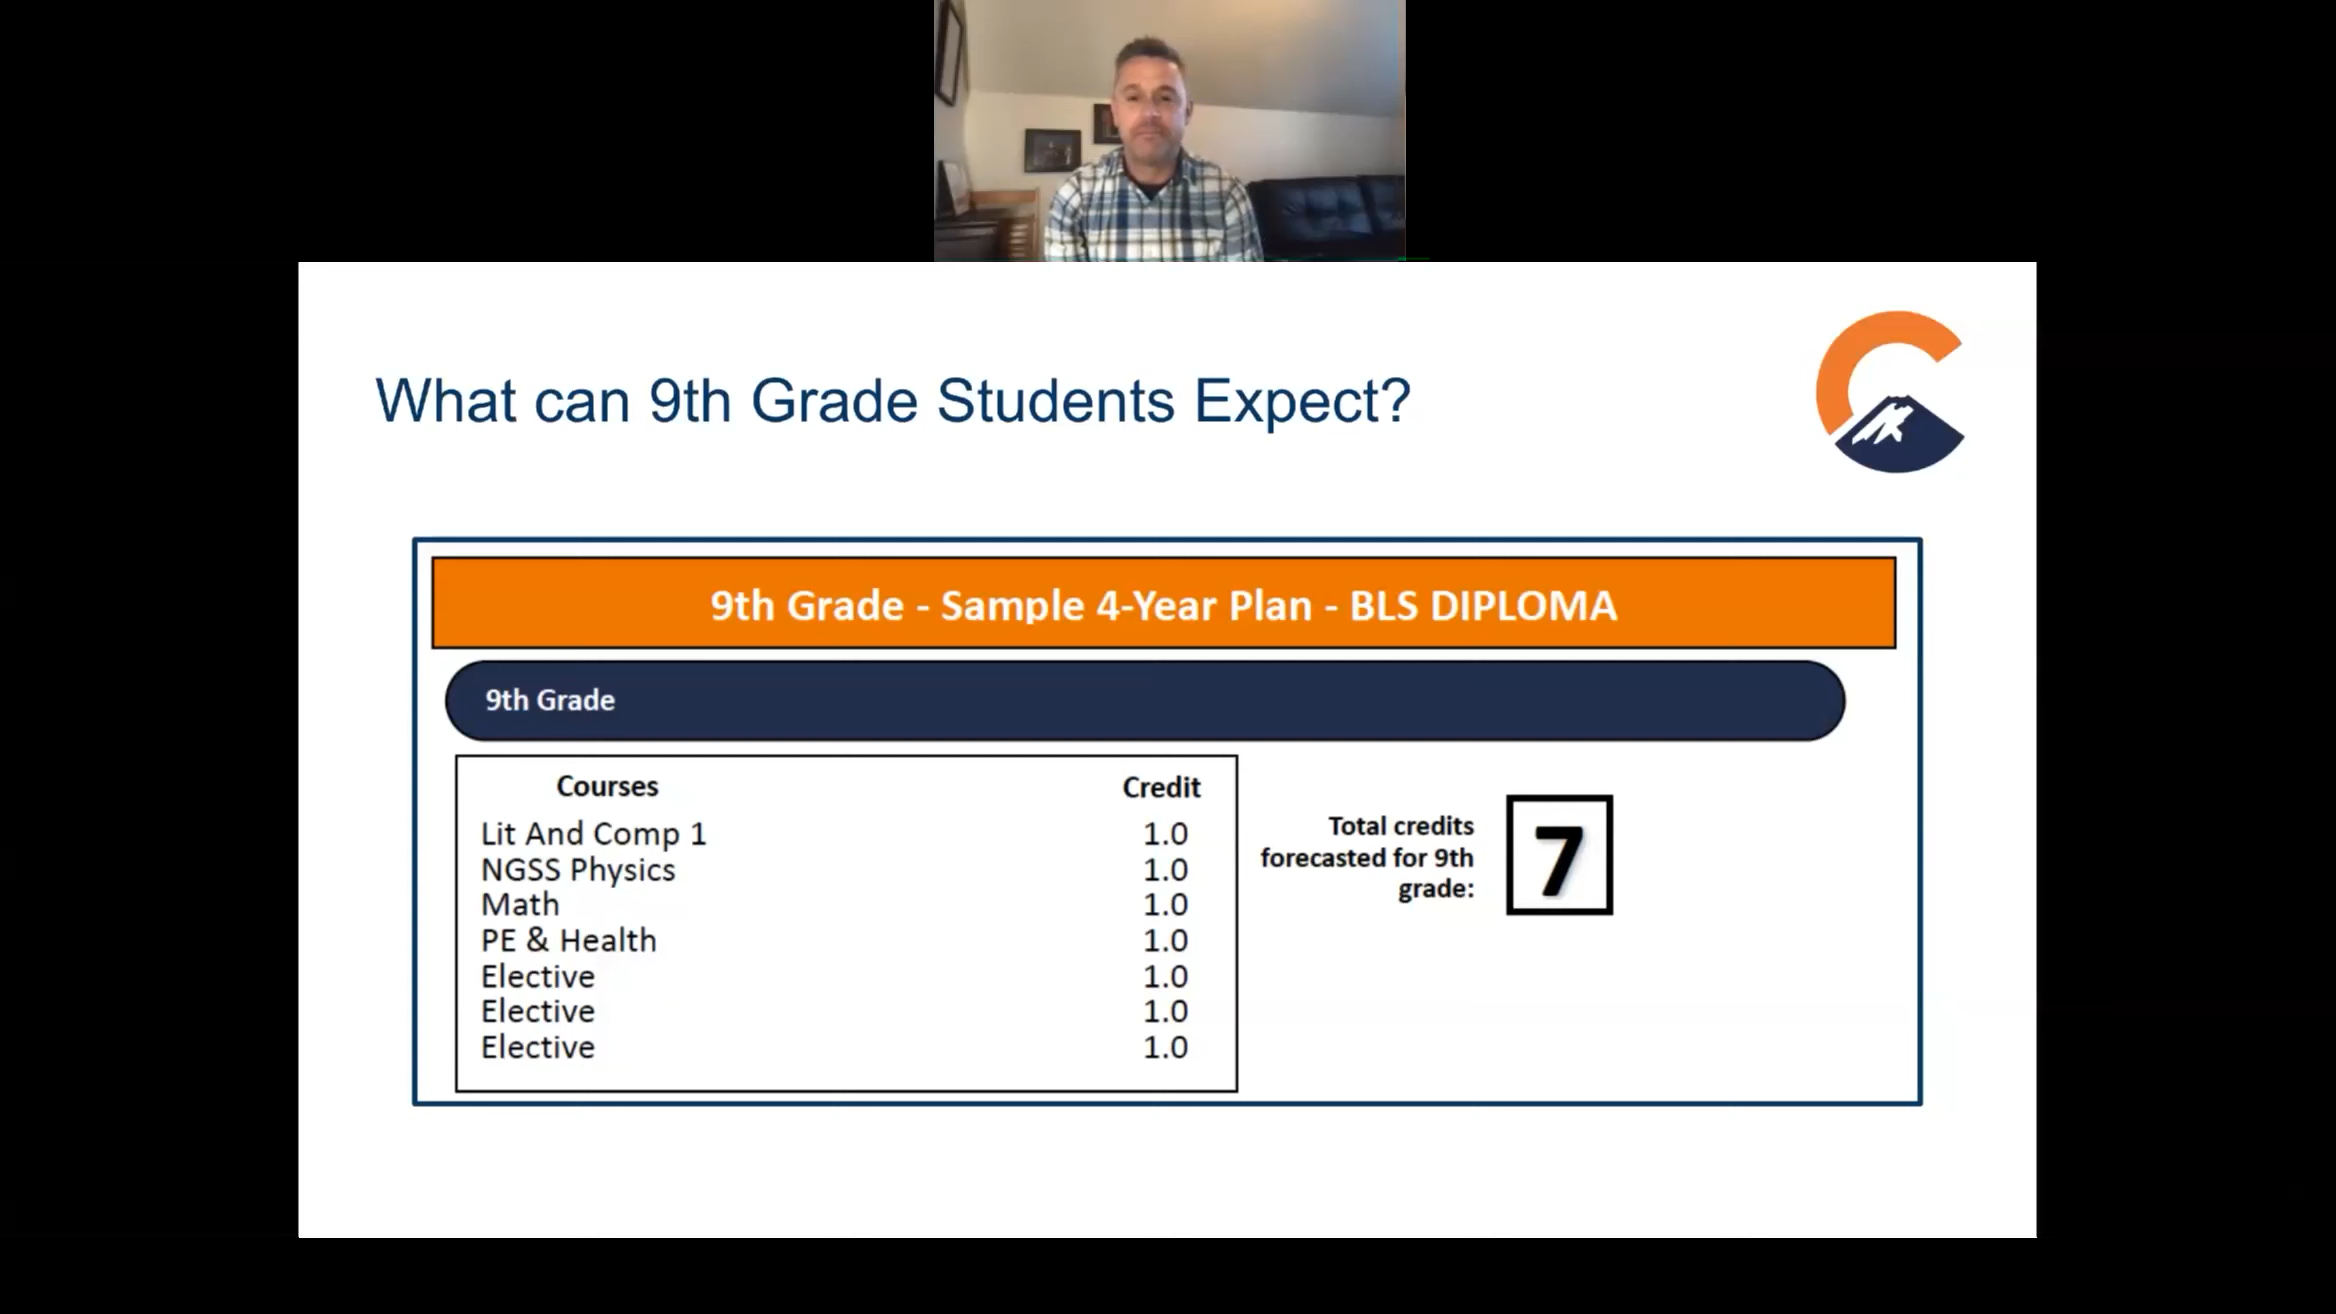 What can 9th Grade Students Expect?
9th Grade - Sample 4-Year Plan - BLS DIPLOMA
9th Grade
Courses Credit
Lit And Comp 1 1.0
NGSS Physics 1.0
Math 1.0
PE & Health 1.0
Elective 1.0
Elective 1.0
Elective 1.0
Total credits
forecasted for 9th
grade:
7